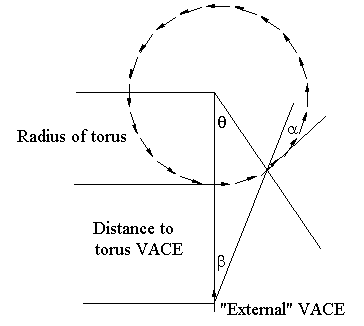 θ
α
Radius of torus
Distance to
torus VACE
β
"External" VACE